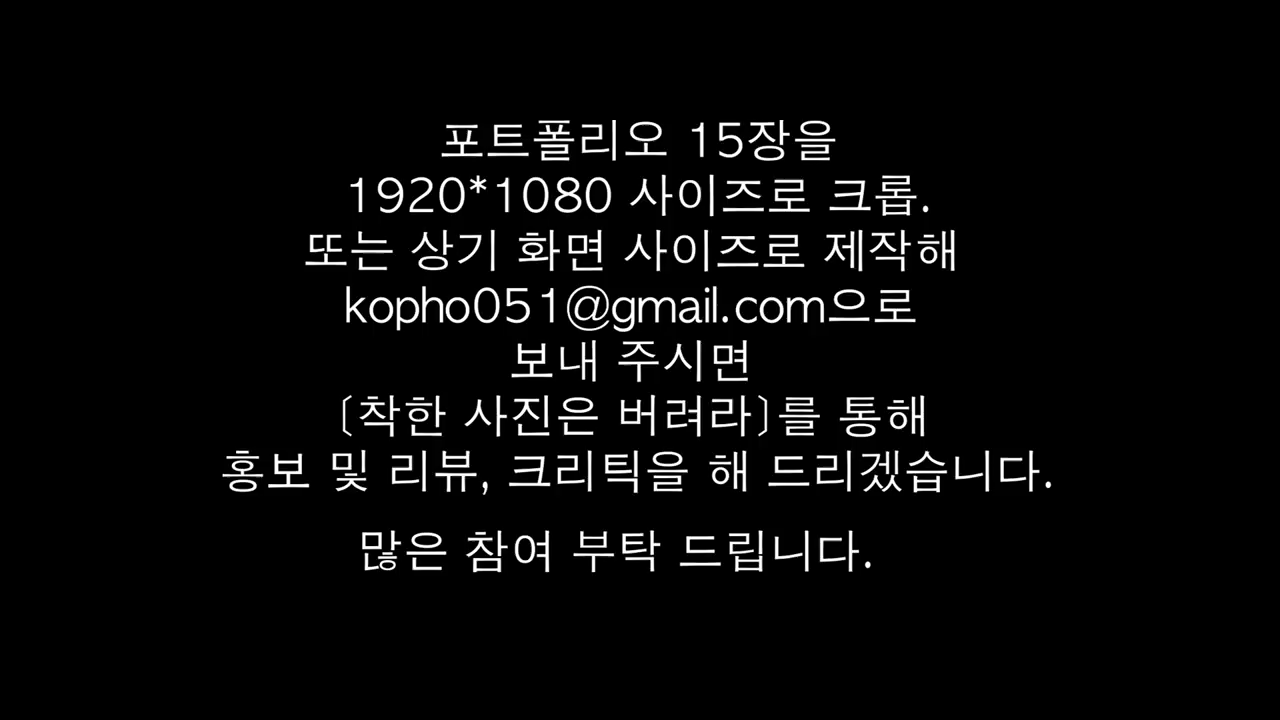 포트폴리오 15장을
1920*1080 사이즈로 크롭.
또는 상기 화면 사이즈로 제작해
kopho051@gmail.com으로
보내 주시면
〔착한 사진은 버려라〕를 통해
홍보 및 리뷰, 크리틱을 해 드리겠습니다.
많은 참여 부탁 드립니다.